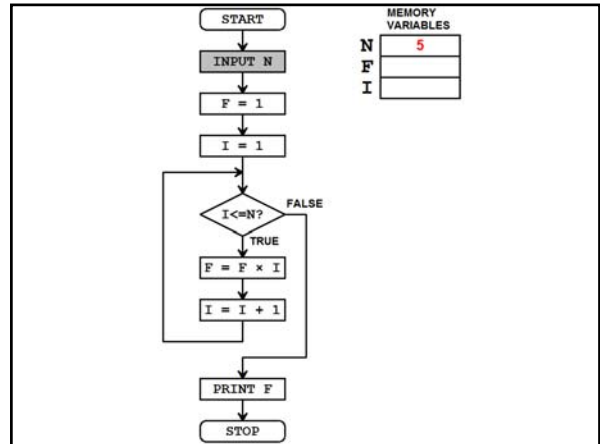 START
INPUT N
F = 1
I = 1
I<=N?
FALSE
TRUE
F = F × I
I = I + 1
PRINT F
STOP
MEMORY
VARIABLES
N 5
F
I